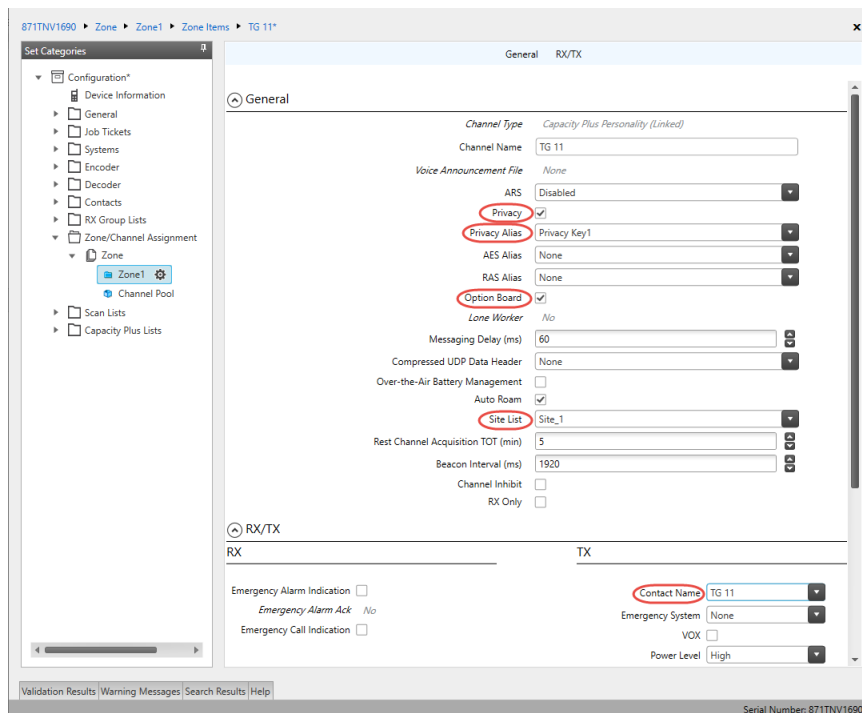 871TNV1690 Zone Zone1 Zone Items TG 11*
Set Categories
Configuration*
Device Information
General
Job Tickets
Systems
Encoder
Decoder
Contacts
RX Group Lists
Zone/Channel Assignment
Zone
Zone1
Channel Pool
Scan Lists
Capacity Plus Lists
General RX/TX
General
Channel Type Capacity Plus Personality (Linked)
Channel Name TG 11
Voice Announcement File None
ARS Disabled
Privacy
Privacy Alias Privacy Key1
AES Alias None
RAS Alias None
Option Board
Lone Worker No
Messaging Delay (ms) 60
Compressed UDP Data Header None
Over-the-Air Battery Management
Auto Roam
Site List Site_1
Rest Channel Acquisition TOT (min) 5
Beacon Interval (ms) 1920
Channel Inhibit
RX Only
RX/TX
RX TX
Emergency Alarm Indication
Emergency Alarm Ack No
Emergency Call Indication
Contact Name TG 11
Emergency System None
VOX
Power Level High
Validation Results Warning Messages Search Results Help
Serial Number: 871TNV1690